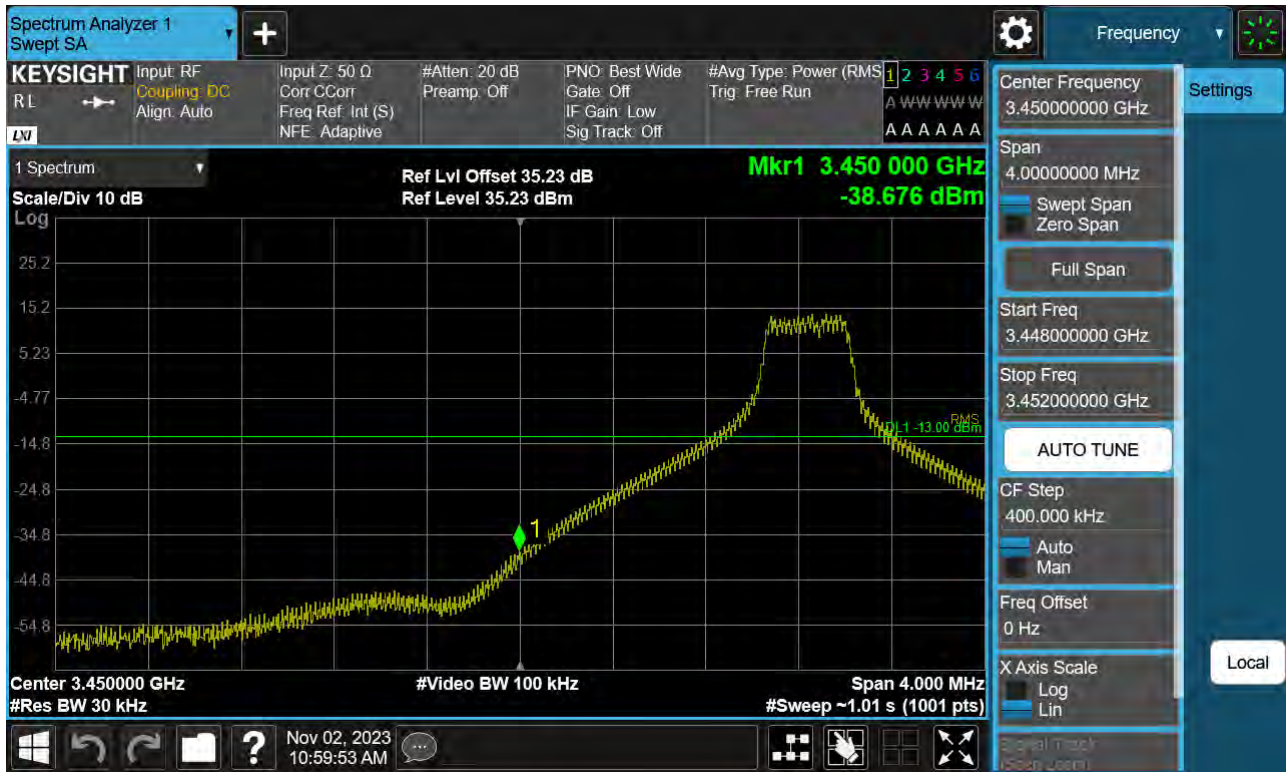 Spectrum Analyzer 1
Swept SA
+
Frequency
KEYSIGHT
RL
LXI
Input: RF
Coupling: DC
Align: Auto
Input Z: 50 Ω
Corr CCorr
Freq Ref: Int (S)
NFE: Adaptive
#Atten: 20 dB
Preamp: Off
PNO: Best Wide
Gate: Off
IF Gain: Low
Sig Track: Off
#Avg Type: Power (RMS
Trig: Free Run
1 2 3 4 5 6
A W W W W W
A A A A A A
1 Spectrum
Scale/Div 10 dB
Log
Ref Lvl Offset 35.23 dB
Ref Level 35.23 dBm
Mkr1 3.450 000 GHz
-38.676 dBm
25.2
15.2
5.23
-4.77
-14.8
-24.8
-34.8
-44.8
-54.8
RMS
DL1 -13.00 dBm
1
Center 3.450000 GHz
#Res BW 30 kHz
#Video BW 100 kHz
Span 4.000 MHz
#Sweep ~1.01 s (1001 pts)
Center Frequency
3.450000000 GHz
Settings
Span
4.00000000 MHz
Swept Span
Zero Span
Full Span
Start Freq
3.448000000 GHz
Stop Freq
3.452000000 GHz
AUTO TUNE
CF Step
400.000 kHz
Auto
Man
Freq Offset
0 Hz
X Axis Scale
Log
Lin
Local
Signal Track
(Span Zoom)
?
Nov 02, 2023
10:59:53 AM